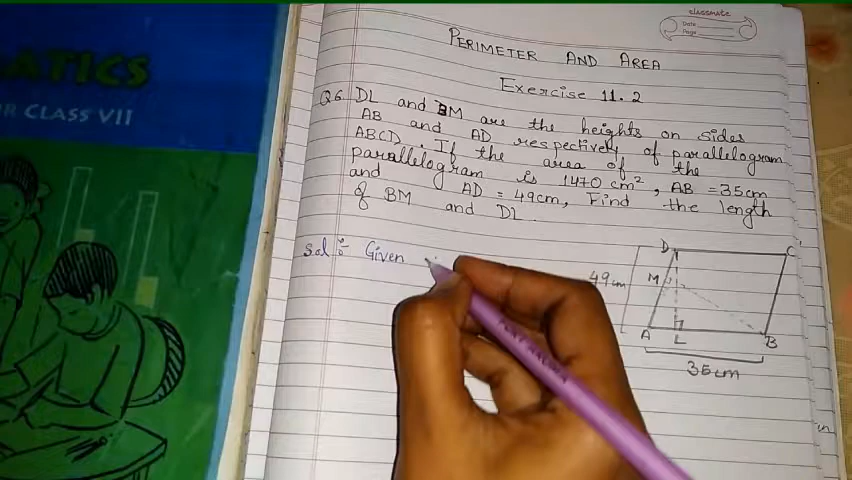 classmate
Date
Page
PERIMETER AND AREA
Exercise 11.2
MATICS
FOR CLASS VII
Q6. DL and BM are the heights on sides
AB and AD respectively of parallelogram
ABCD. If the area of the
parallelogram is 1470 cm², AB = 35cm
and AD = 49cm, Find the length
of BM and DL.
Sol:- Given
D
C
49cm
M
A
L
B
35cm